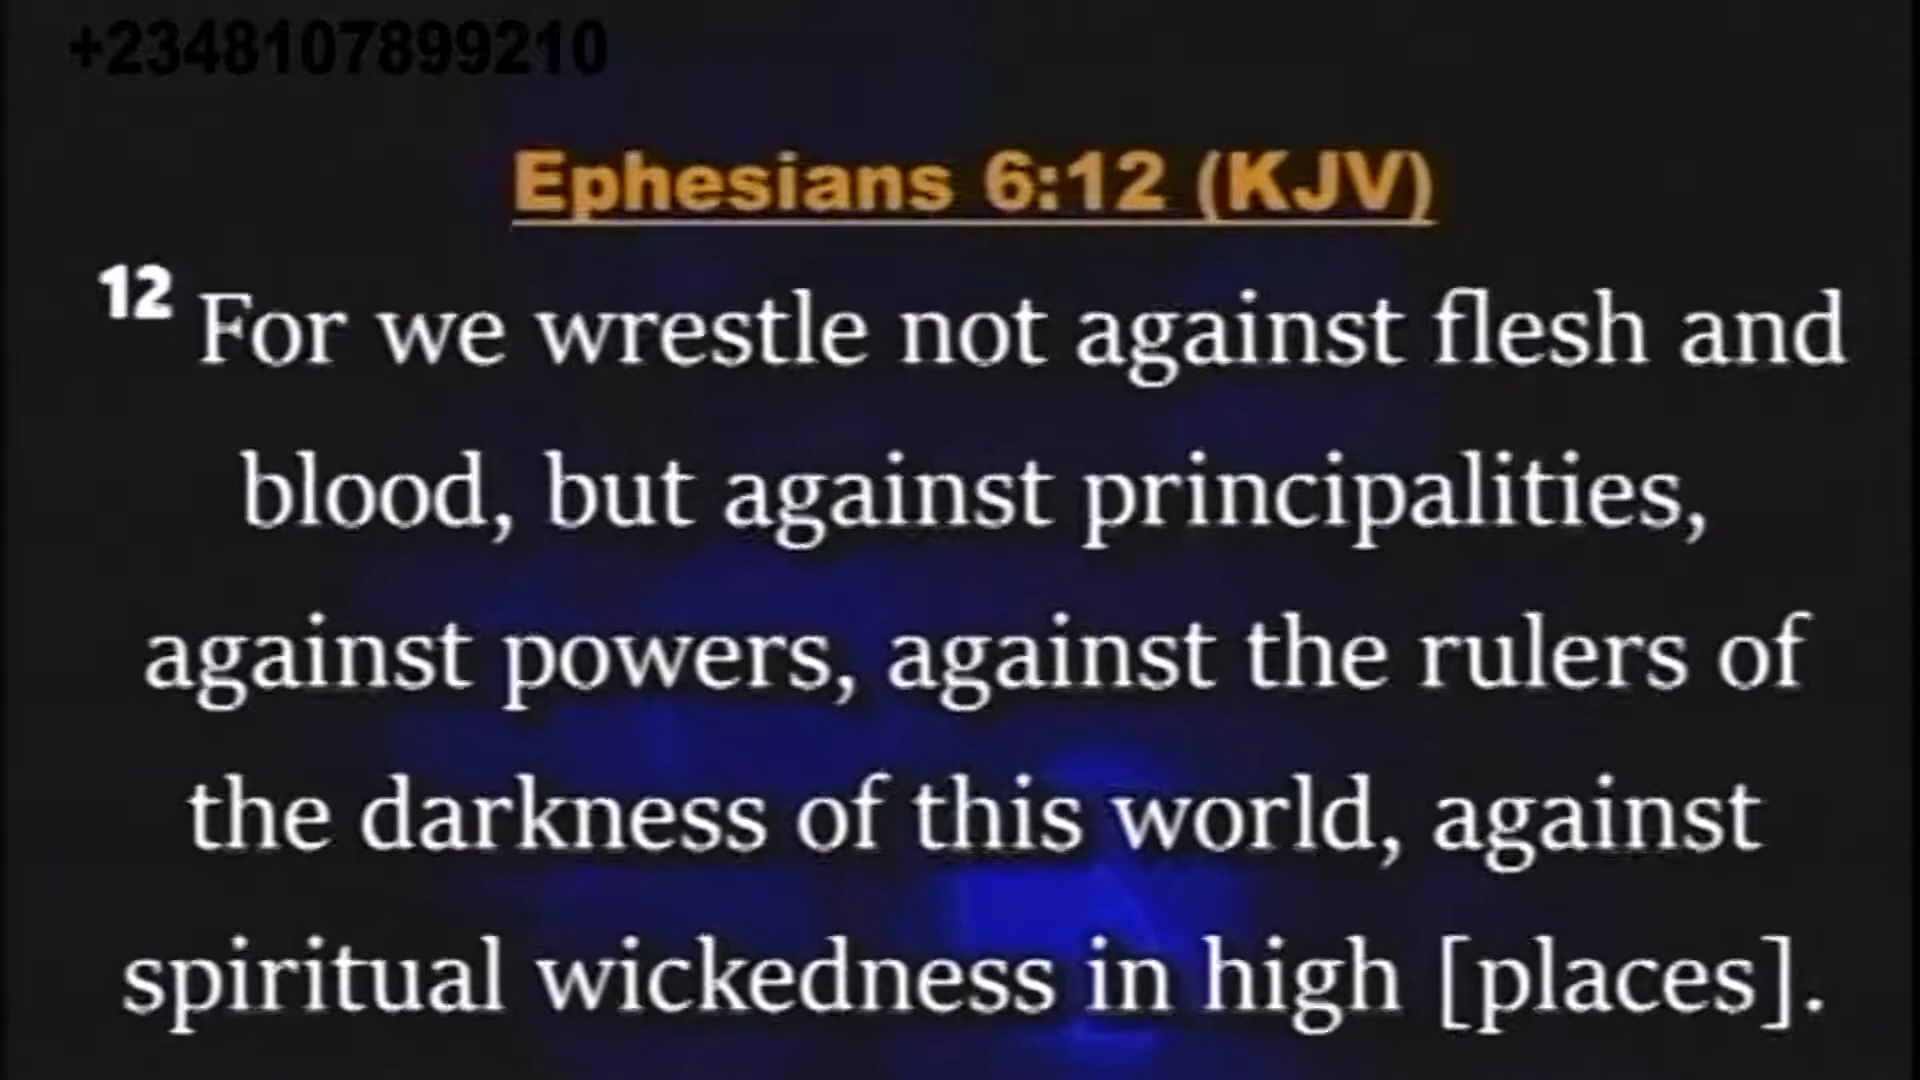 +2348107899210
Ephesians 6:12 (KJV)
12 For we wrestle not against flesh and
blood, but against principalities,
against powers, against the rulers of
the darkness of this world, against
spiritual wickedness in high [places].